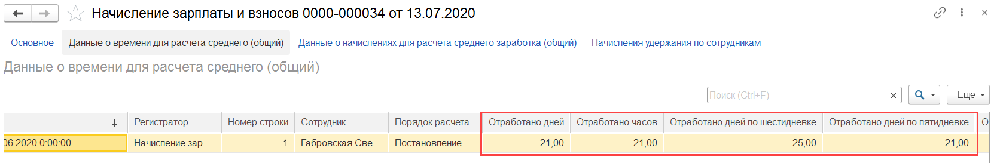 Начисление зарплаты и взносов 0000-000034 от 13.07.2020
Основное Данные о времени для расчета среднего (общий) Данные о начислениях для расчета среднего заработка (общий) Начисления удержания по сотрудникам
Данные о времени для расчета среднего (общий)
Поиск (Ctrl+F) × Еще
↓ Регистратор Номер строки Сотрудник Порядок расчета Отработано дней Отработано часов Отработано дней по шестидневке Отработано дней по пятидневке От
06.2020 0:00:00 Начисление зар... 1 Габровская Све... Постановление... 21,00 21,00 25,00 21,00